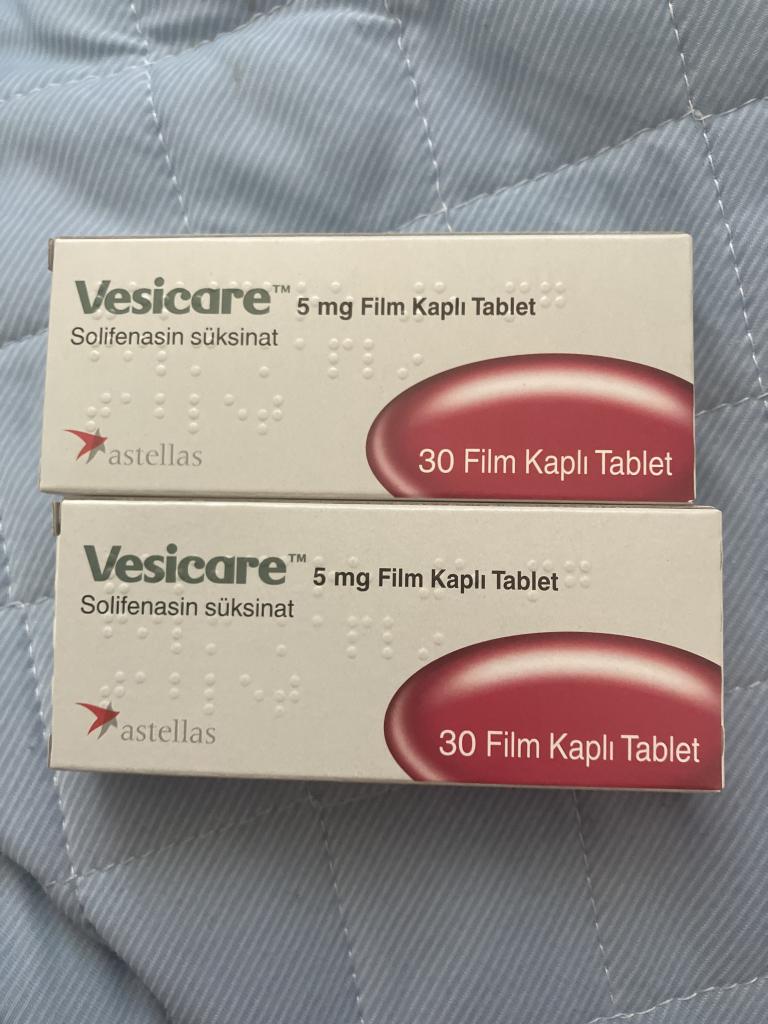 Vesicare™ 5 mg Film Kaplı Tablet
Solifenasin süksinat
astellas
30 Film Kaplı Tablet
Vesicare™ 5 mg Film Kaplı Tablet
Solifenasin süksinat
astellas
30 Film Kaplı Tablet